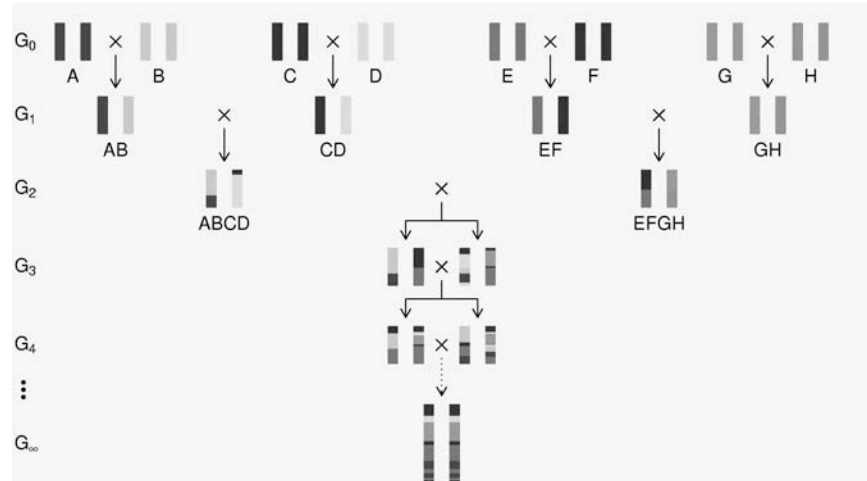 G₀
A × B C × D E × F G × H
G₁
AB × CD EF × GH
G₂
ABCD × EFGH
G₃
×
G₄
×
⋮
G∞